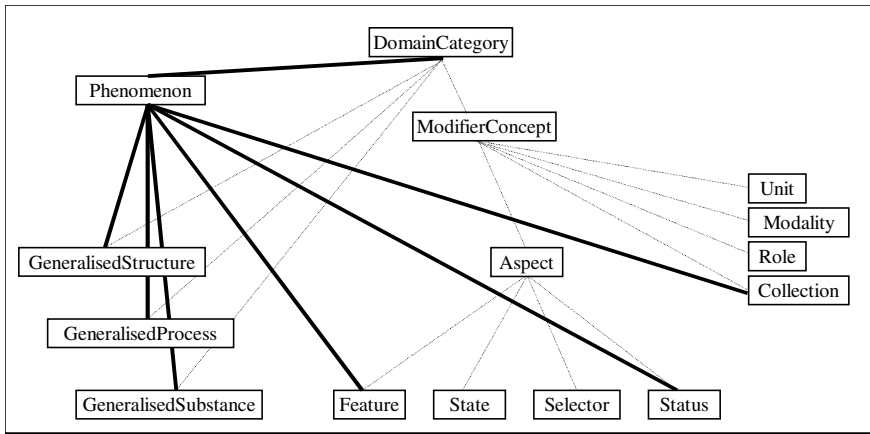 DomainCategory
Phenomenon
ModifierConcept
Unit
Modality
Role
GeneralisedStructure
Aspect
Collection
GeneralisedProcess
GeneralisedSubstance
Feature
State
Selector
Status